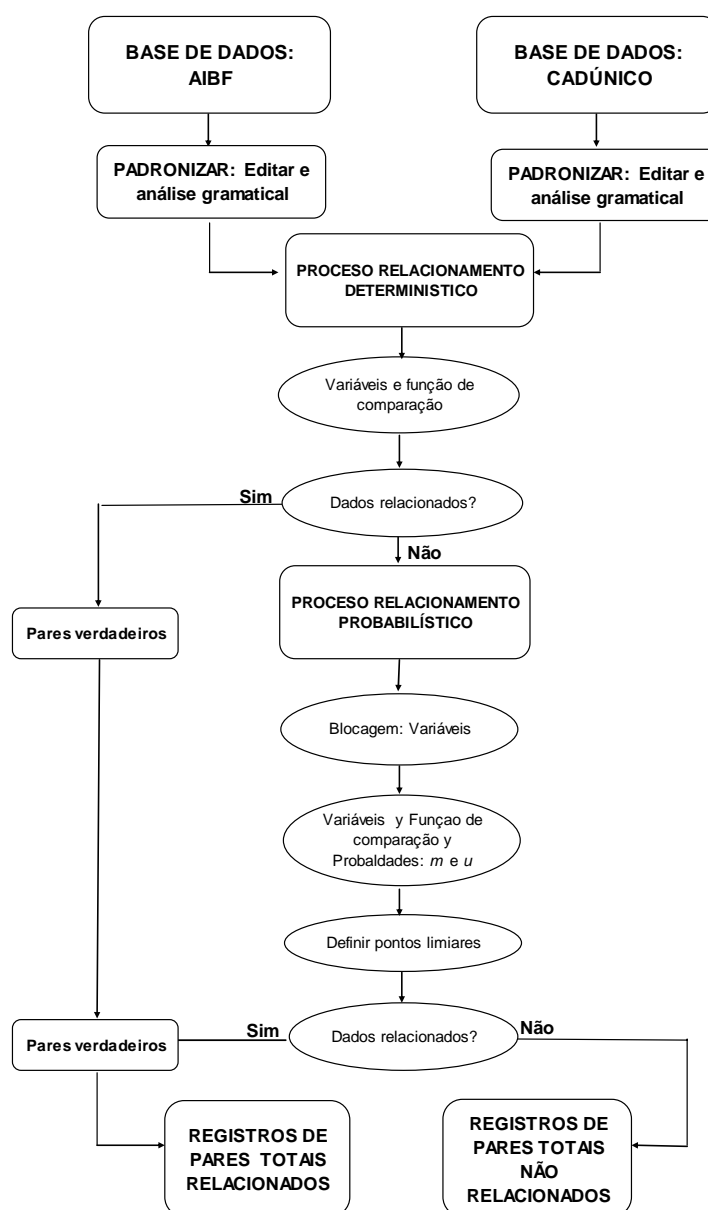 BASE DE DADOS:
AIBF
BASE DE DADOS:
CADÚNICO
PADRONIZAR: Editar e
análise gramatical
PADRONIZAR: Editar e
análise gramatical
PROCESO RELACIONAMENTO
DETERMINISTICO
Variáveis e função de
comparação
Sim
Dados relacionados?
Não
PROCESO RELACIONAMENTO
PROBABILÍSTICO
Pares verdadeiros
Blocagem: Variáveis
Variáveis y Funçao de
comparação y
Probaldades: m e u
Definir pontos limiares
Pares verdadeiros
Sim
Dados relacionados?
Não
REGISTROS DE
PARES TOTAIS
RELACIONADOS
REGISTROS DE
PARES TOTAIS
NÃO
RELACIONADOS